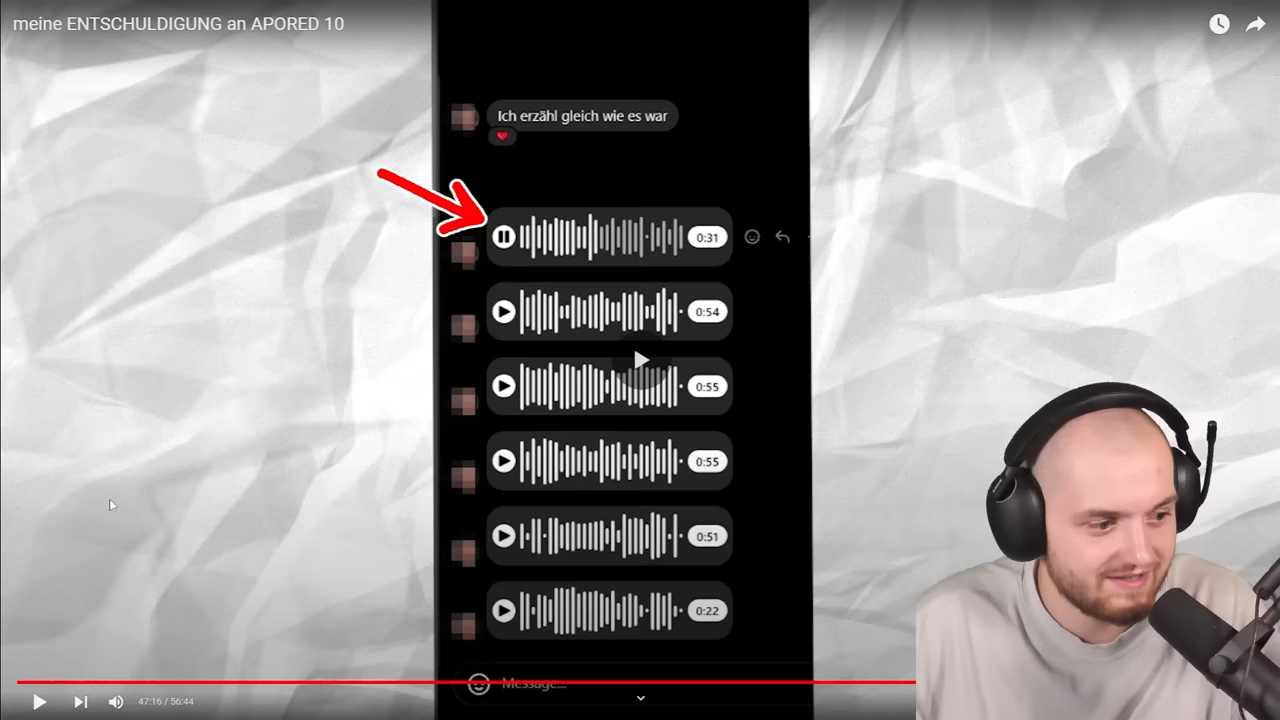 meine ENTSCHULDIGUNG an APORED 10
Ich erzähl gleich wie es war
0:31
0:54
0:55
0:55
0:51
0:22
Message...
47:16 / 56:44